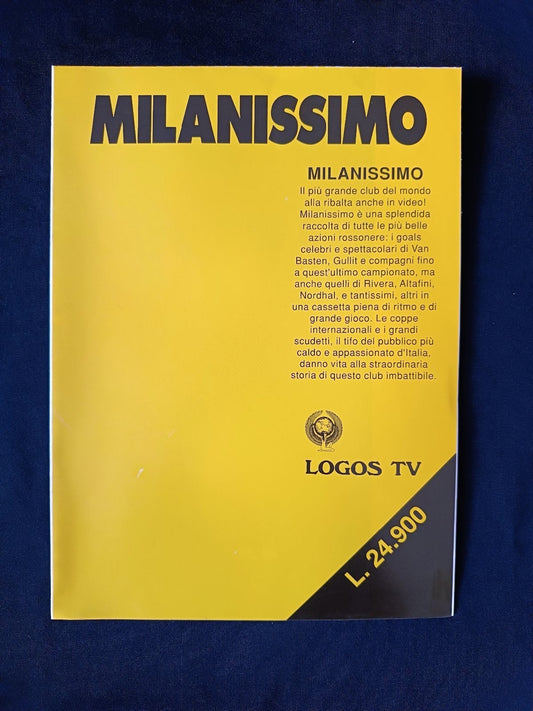 MILANISSIMO
MILANISSIMO
Il più grande club del mondo
alla ribalta anche in video!
Milanissimo è una splendida
raccolta di tutte le più belle
azioni rossonere: i goals
celebri e spettacolari di Van
Basten, Gullit e compagni fino
a quest'ultimo campionato, ma
anche quelli di Rivera, Altafini,
Nordhal, e tantissimi, altri in
una cassetta piena di ritmo e di
grande gioco. Le coppe
internazionali e i grandi
scudetti, il tifo del pubblico più
caldo e appassionato d'Italia,
danno vita alla straordinaria
storia di questo club imbattibile.
LOGOS TV
L. 24.900